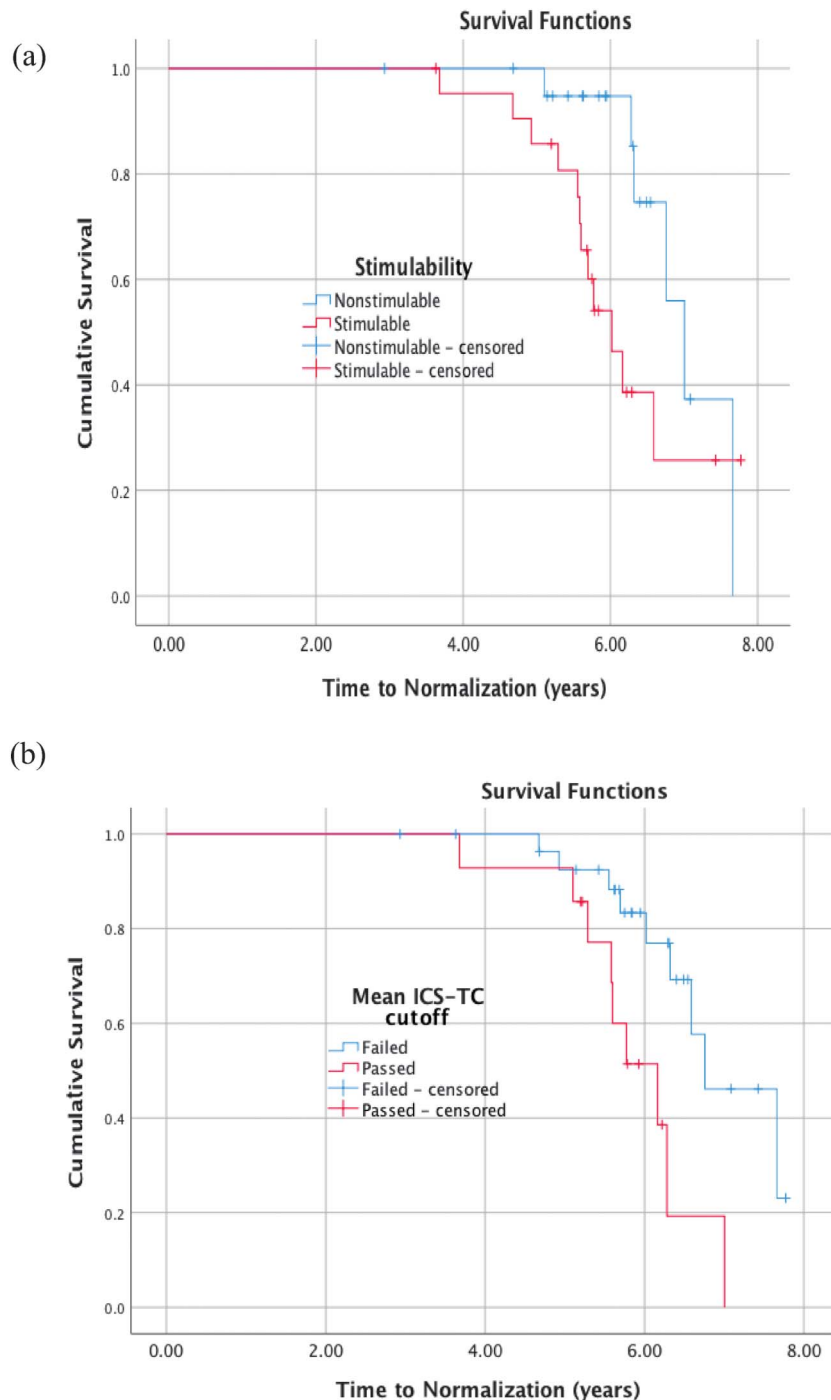 (a)
Survival Functions
1.0
0.8
0.6
0.4
0.2
0.0
Cumulative Survival
Stimulability
Nonstimulable
Stimulable
Nonstimulable – censored
Stimulable – censored
0.00 2.00 4.00 6.00 8.00
Time to Normalization (years)
(b)
Survival Functions
1.0
0.8
0.6
0.4
0.2
0.0
Cumulative Survival
Mean ICS–TC
cutoff
Failed
Passed
Failed – censored
Passed – censored
0.00 2.00 4.00 6.00 8.00
Time to Normalization (years)